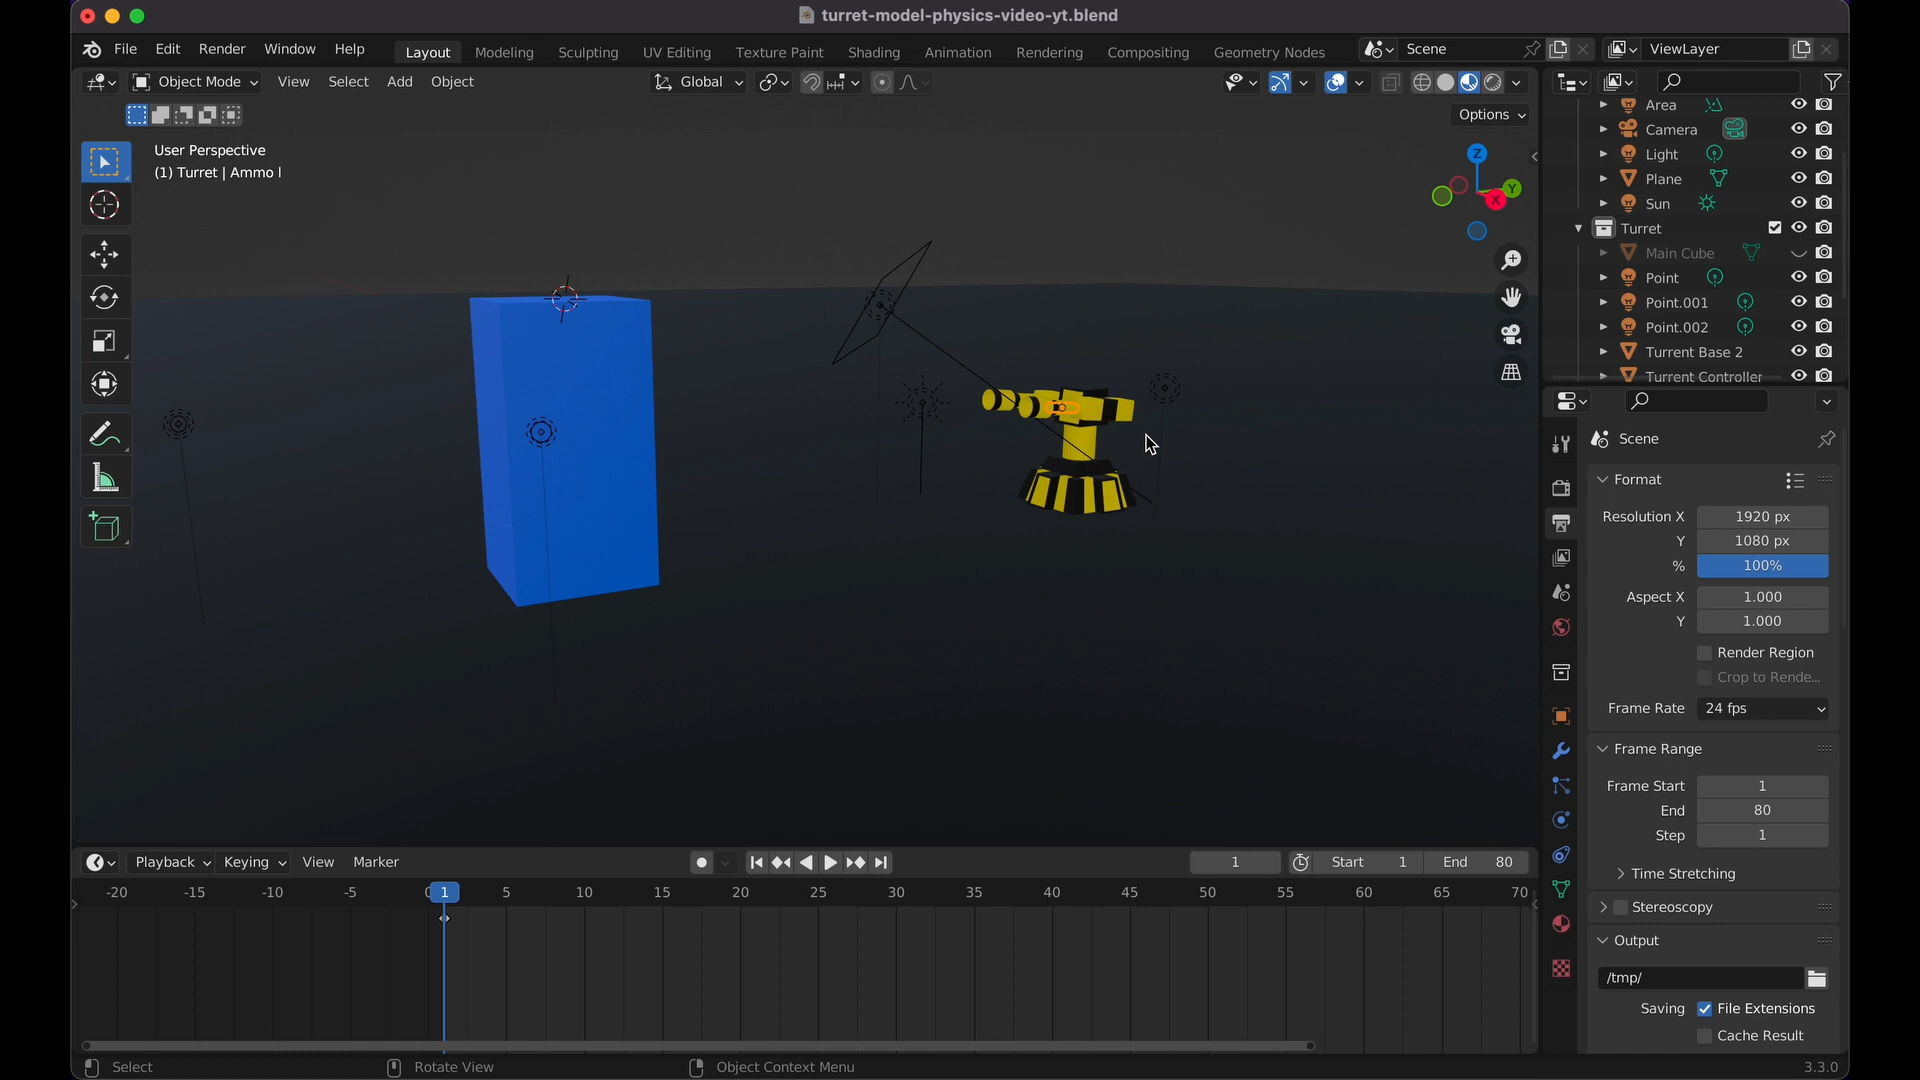 turret-model-physics-video-yt.blend
File Edit Render Window Help Layout Modeling Sculpting UV Editing Texture Paint Shading Animation Rendering Compositing Geometry Nodes Scene ViewLayer
Object Mode View Select Add Object Global
Options
User Perspective
(1) Turret | Ammo l
Z
Y
X
Area
Camera
Light
Plane
Sun
Turret
Main Cube
Point
Point.001
Point.002
Turrent Base 2
Turrent Controller
Scene
Format
Resolution X 1920 px
Y 1080 px
% 100%
Aspect X 1.000
Y 1.000
Render Region
Crop to Rende...
Frame Rate 24 fps
Frame Range
Frame Start 1
End 80
Step 1
Time Stretching
Stereoscopy
Output
/tmp/
Saving File Extensions
Cache Result
Playback Keying View Marker 1 Start 1 End 80
-20 -15 -10 -5 0 1 5 10 15 20 25 30 35 40 45 50 55 60 65 70
Select Rotate View Object Context Menu 3.3.0